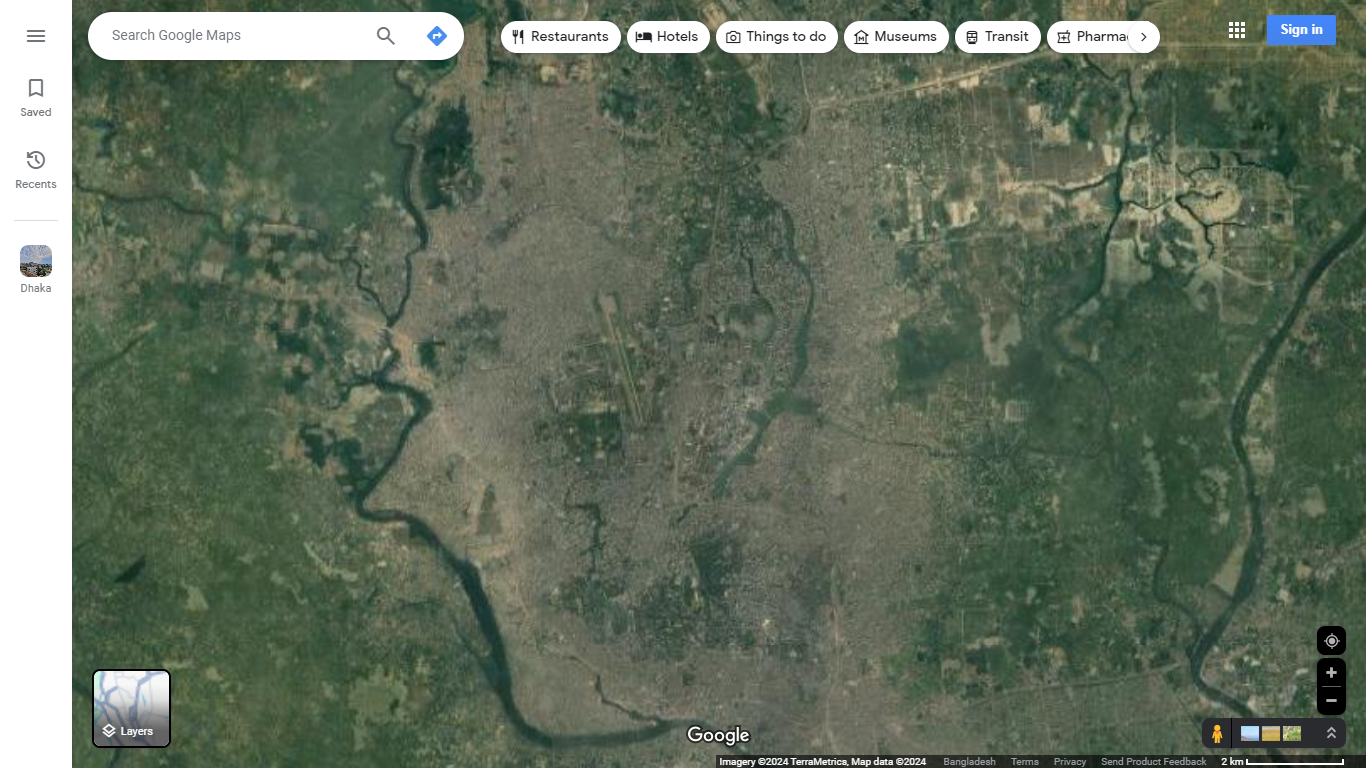 Search Google Maps
Restaurants
Hotels
Things to do
Museums
Transit
Pharma
Sign in
Saved
Recents
Dhaka
Layers
Google
Imagery ©2024 TerraMetrics, Map data ©2024
Bangladesh
Terms
Privacy
Send Product Feedback
2 km